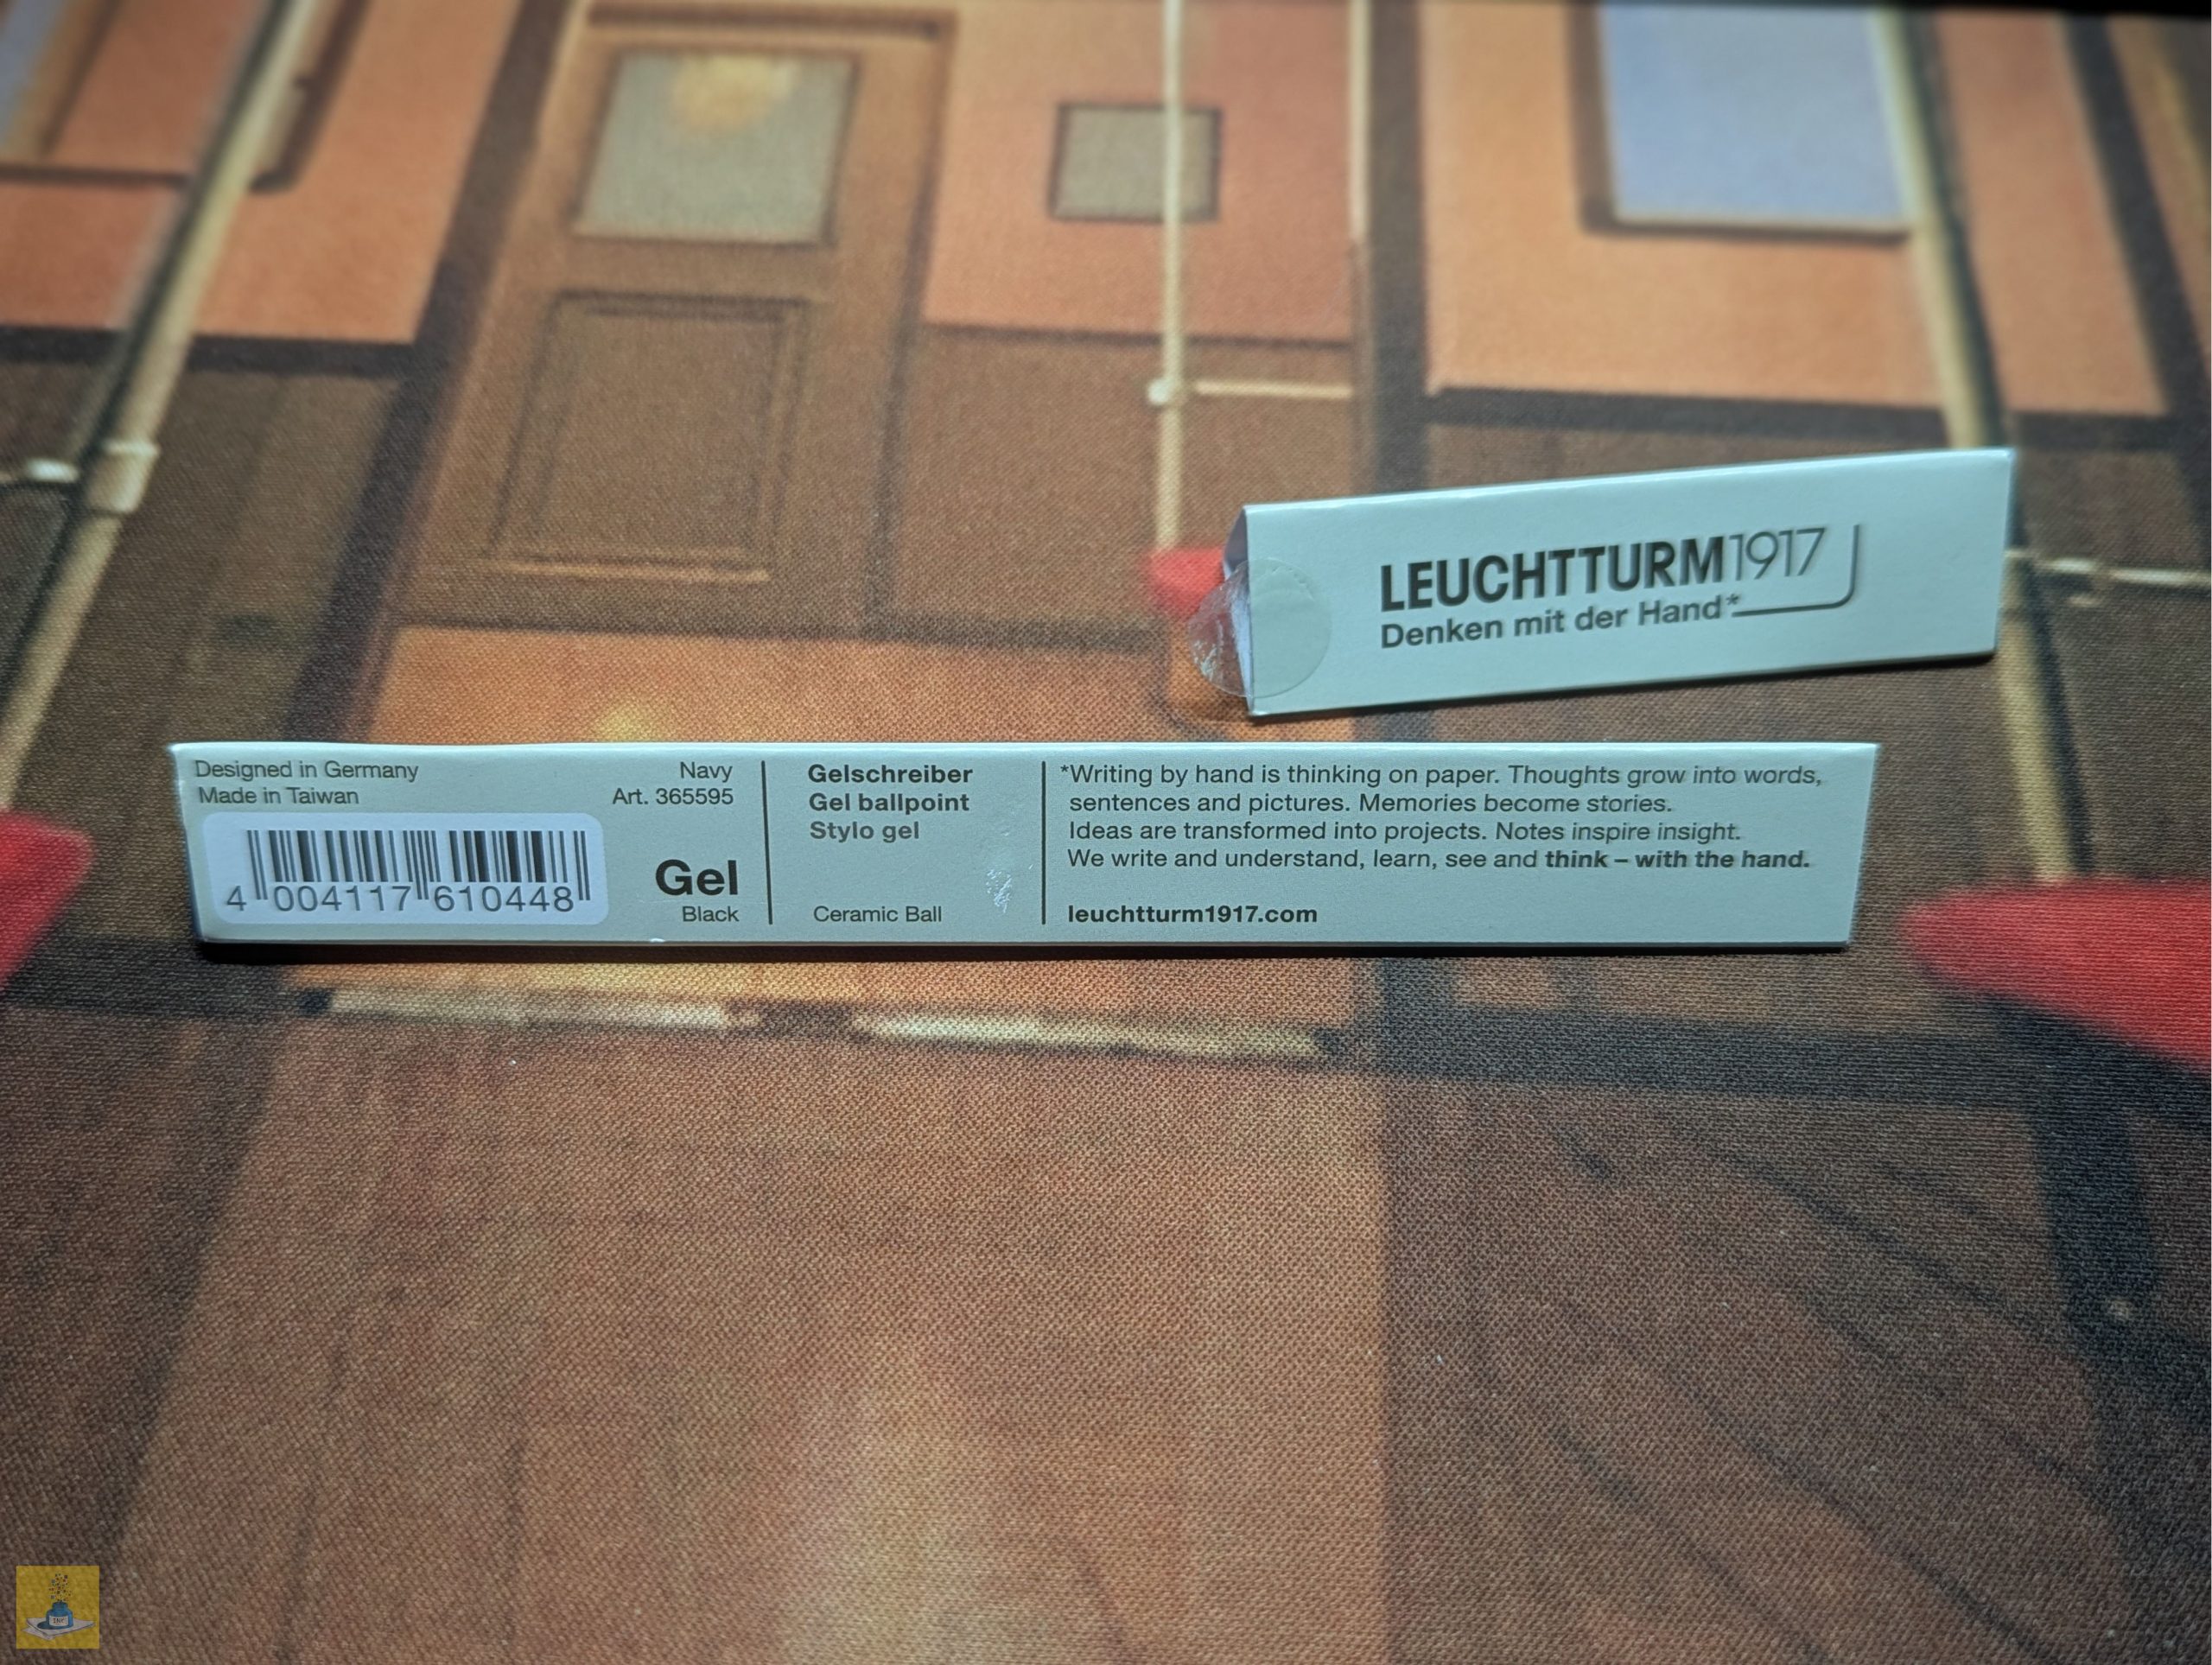 LEUCHTTURM1917
Denken mit der Hand*
Designed in Germany
Made in Taiwan
4 004117 610448
Navy
Art. 365595
Gel
Black
Gelschreiber
Gel ballpoint
Stylo gel
Ceramic Ball
*Writing by hand is thinking on paper. Thoughts grow into words,
sentences and pictures. Memories become stories.
Ideas are transformed into projects. Notes inspire insight.
We write and understand, learn, see and think – with the hand.
leuchtturm1917.com